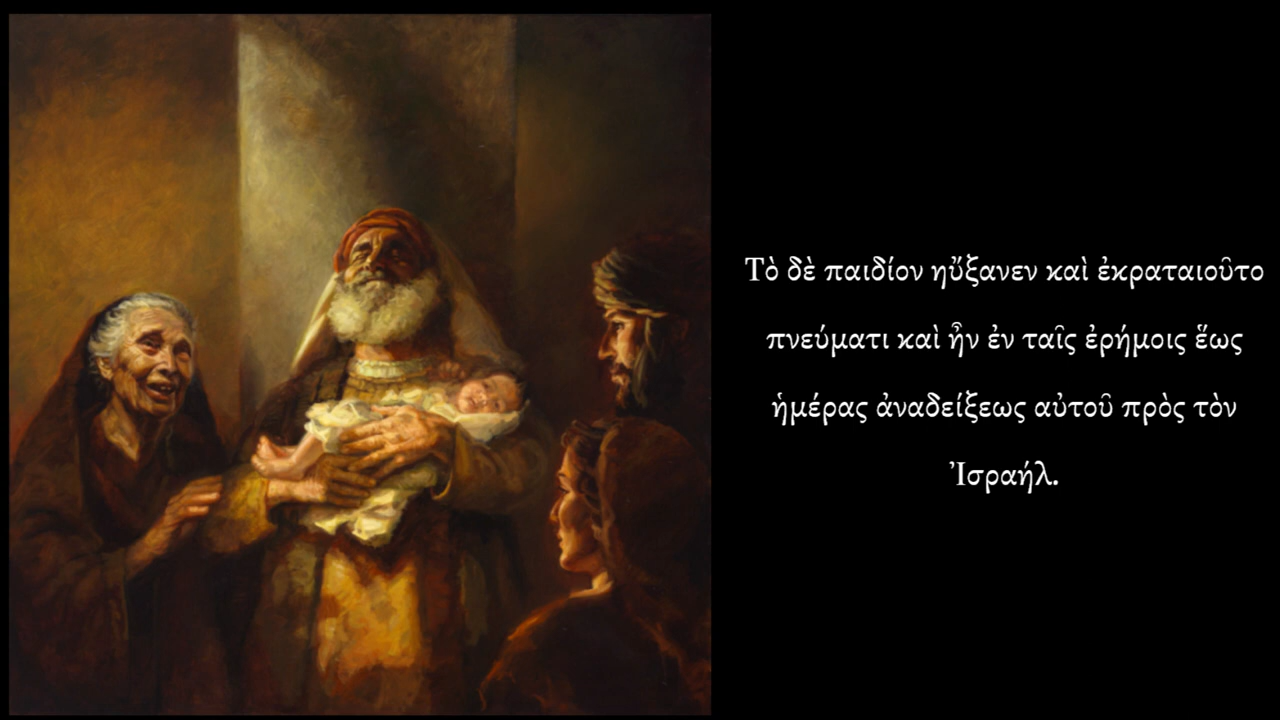 Τὸ δὲ παιδίον ηὔξανεν καὶ ἐκραταιοῦτο
πνεύματι καὶ ἦν ἐν ταῖς ἐρήμοις ἕως
ἡμέρας ἀναδείξεως αὐτοῦ πρὸς τὸν
Ἰσραήλ.